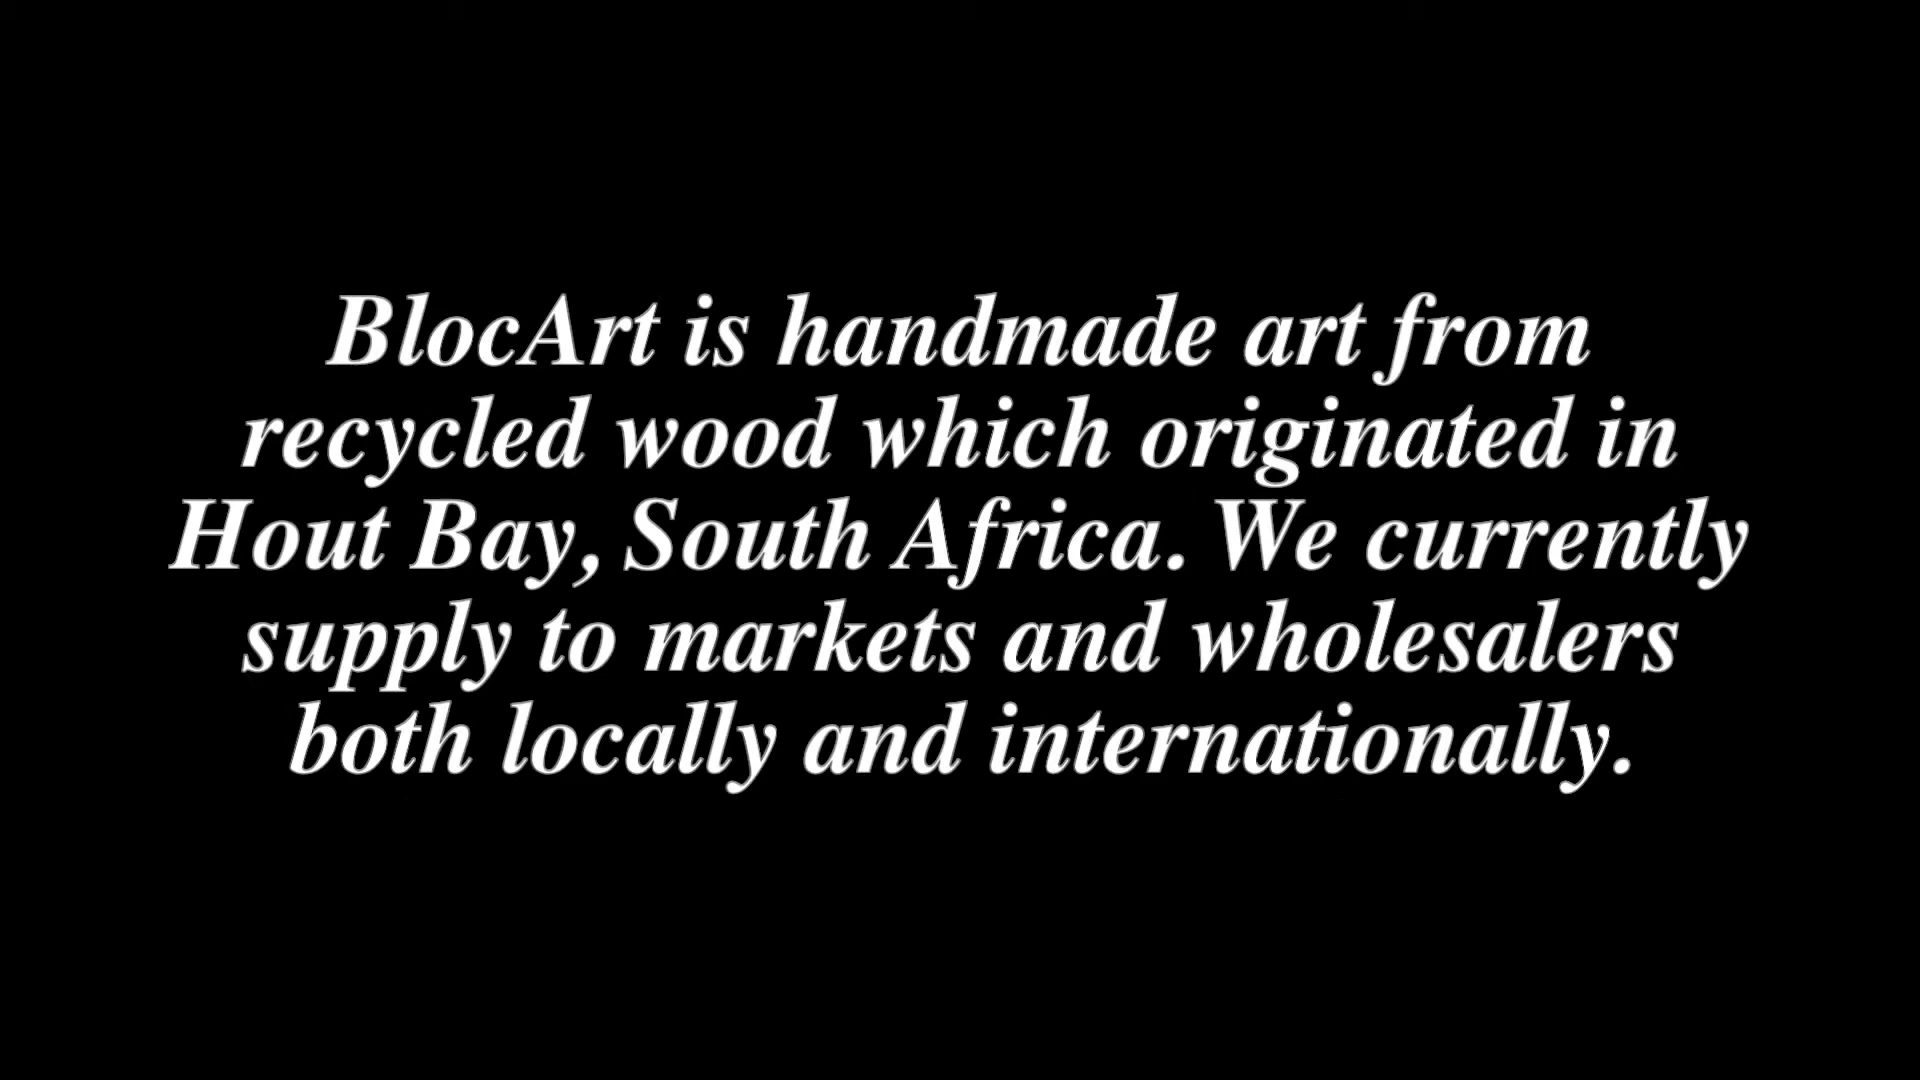 BlocArt is handmade art from
recycled wood which originated in
Hout Bay, South Africa. We currently
supply to markets and wholesalers
both locally and internationally.